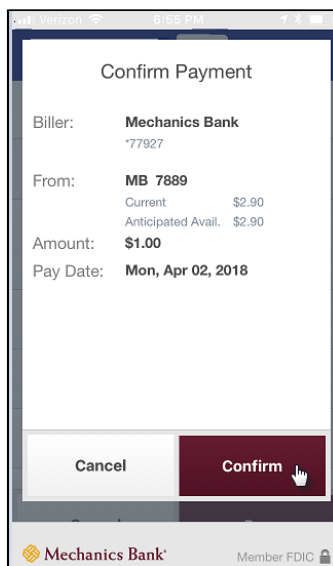 Verizon 6:55 PM
Confirm Payment
Biller: Mechanics Bank
*77927
From: MB 7889
Current $2.90
Anticipated Avail. $2.90
Amount: $1.00
Pay Date: Mon, Apr 02, 2018
Cancel Confirm
Mechanics Bank® Member FDIC